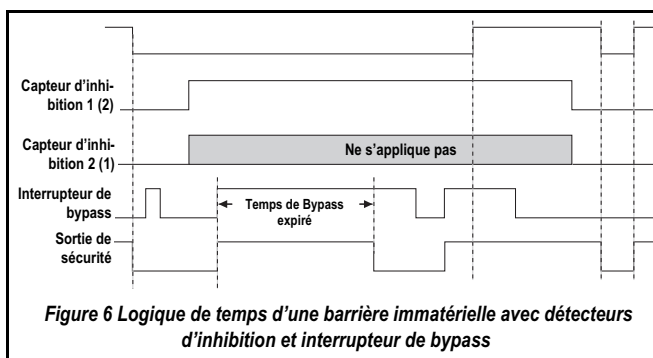 Capteur d'inhi-
bition 1 (2)
Capteur d'inhi-
bition 2 (1)
Ne s'applique pas
Interrupteur de
bypass
Temps de Bypass
expiré
Sortie de
sécurité
Figure 6 Logique de temps d'une barrière immatérielle avec détecteurs
d'inhibition et interrupteur de bypass